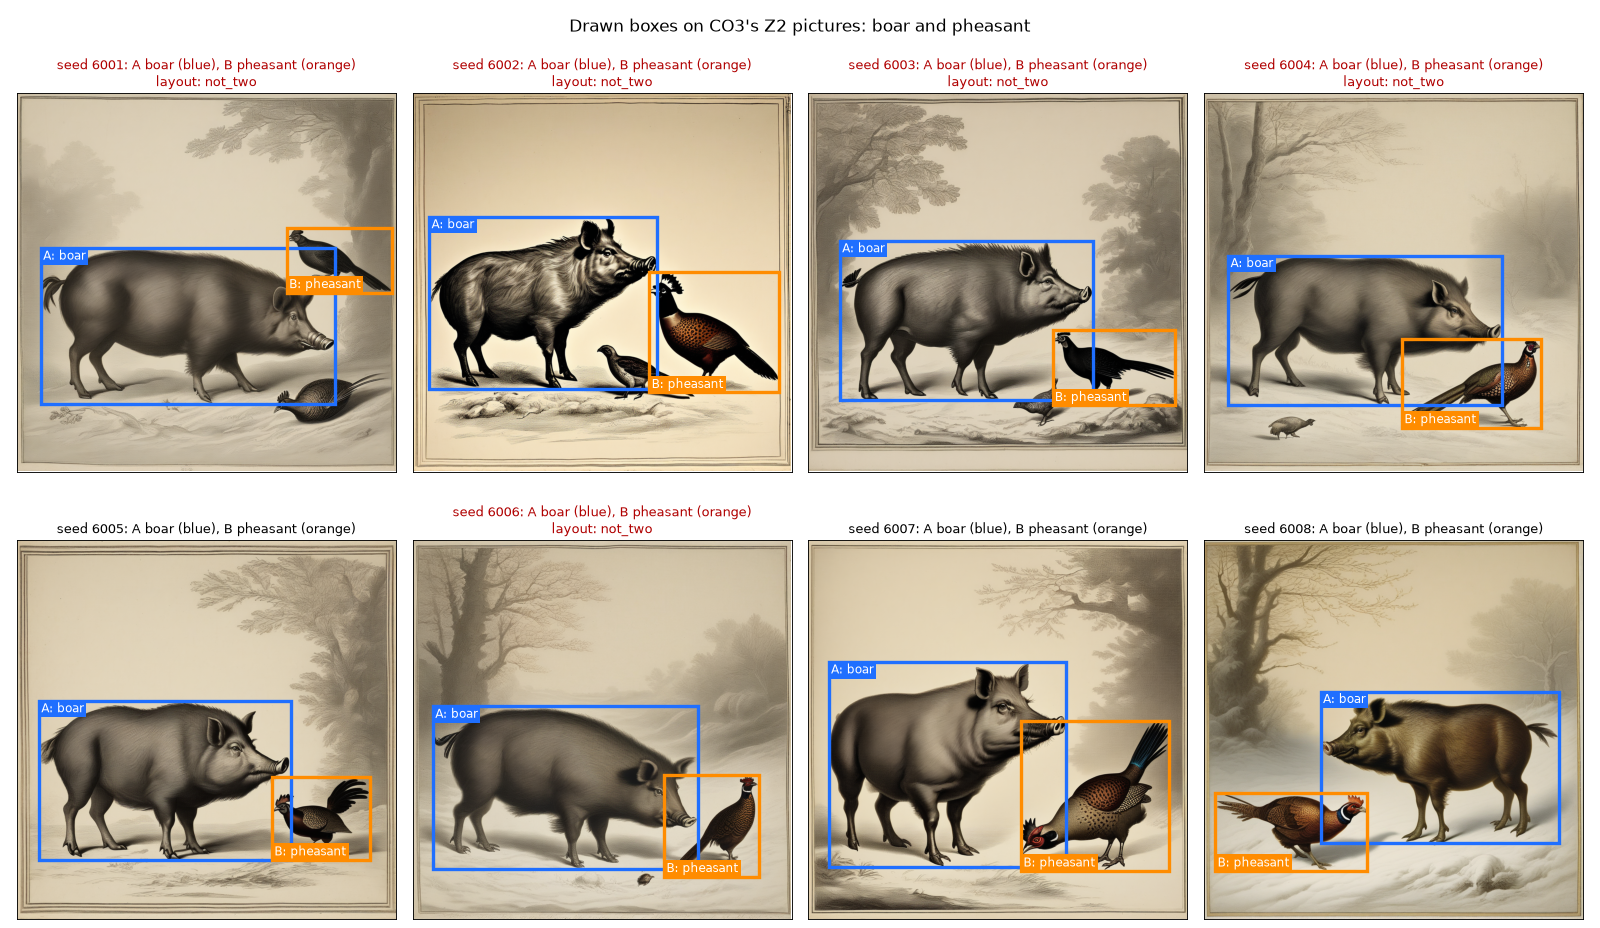 Drawn boxes on CO3's Z2 pictures: boar and pheasant
seed 6001: A boar (blue), B pheasant (orange)
layout: not_two
A: boar
B: pheasant
seed 6002: A boar (blue), B pheasant (orange)
layout: not_two
A: boar
B: pheasant
seed 6003: A boar (blue), B pheasant (orange)
layout: not_two
A: boar
B: pheasant
seed 6004: A boar (blue), B pheasant (orange)
layout: not_two
A: boar
B: pheasant
seed 6005: A boar (blue), B pheasant (orange)
A: boar
B: pheasant
seed 6006: A boar (blue), B pheasant (orange)
layout: not_two
A: boar
B: pheasant
seed 6007: A boar (blue), B pheasant (orange)
A: boar
B: pheasant
seed 6008: A boar (blue), B pheasant (orange)
A: boar
B: pheasant